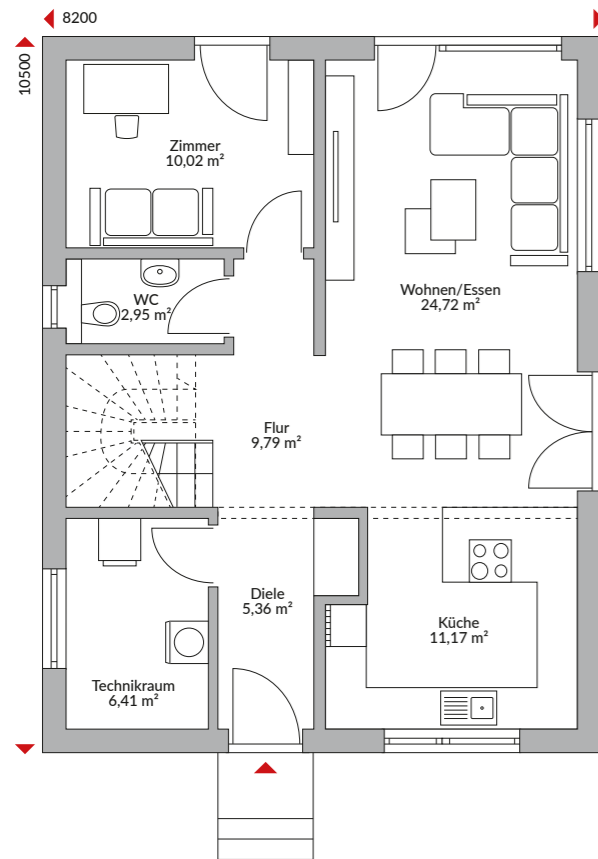 8200
10500
Zimmer
10,02 m²
WC
2,95 m²
Wohnen/Essen
24,72 m²
Flur
9,79 m²
Diele
5,36 m²
Küche
11,17 m²
Technikraum
6,41 m²